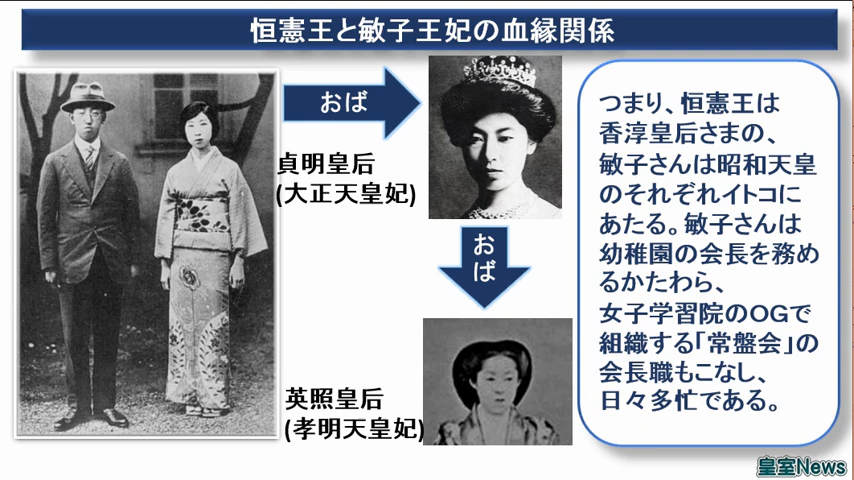 恒憲王と敏子王妃の血縁関係
おば
貞明皇后
(大正天皇妃)
おば
英照皇后
(孝明天皇妃)
つまり、恒憲王は
香淳皇后さまの、
敏子さんは昭和天皇
のそれぞれイトコに
あたる。敏子さんは
幼稚園の会長を務め
るかたわら、
女子学習院のOGで
組織する「常盤会」の
会長職もこなし、
日々多忙である。
皇室News